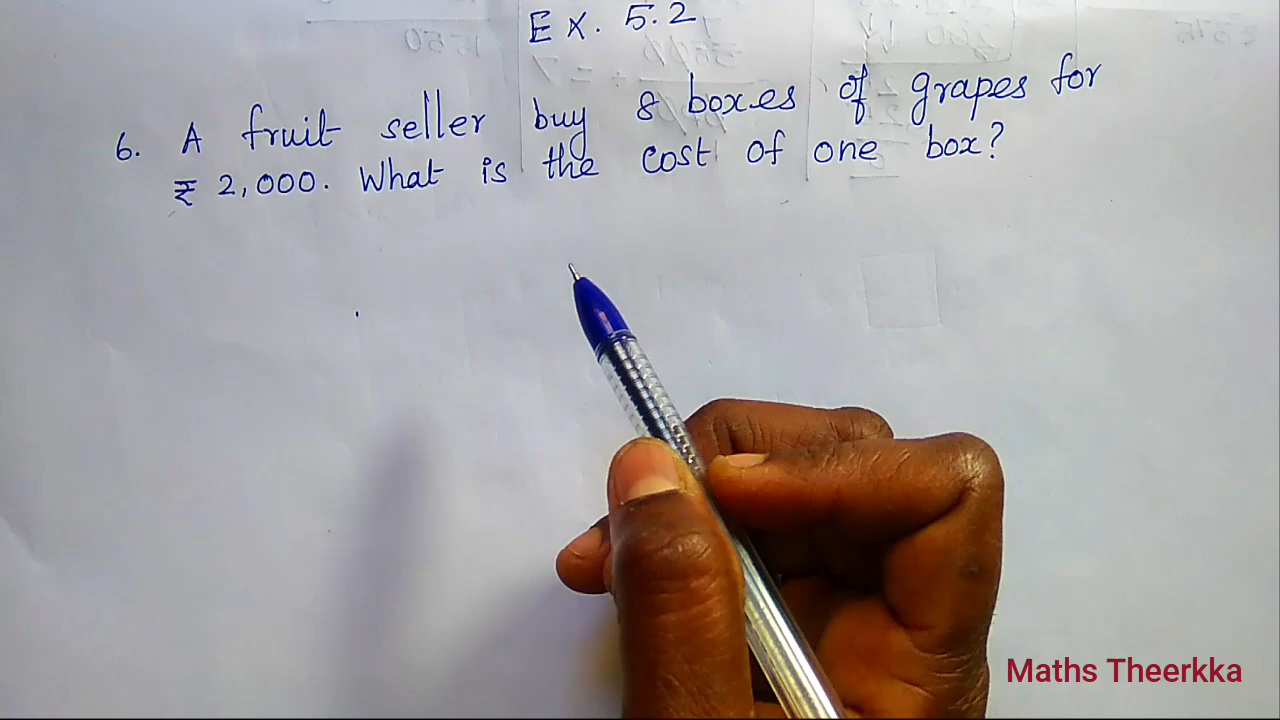 Ex. 5.2
6. A fruit seller buy 8 boxes of grapes for
₹ 2,000. What is the cost of one box?
Maths Theerkka